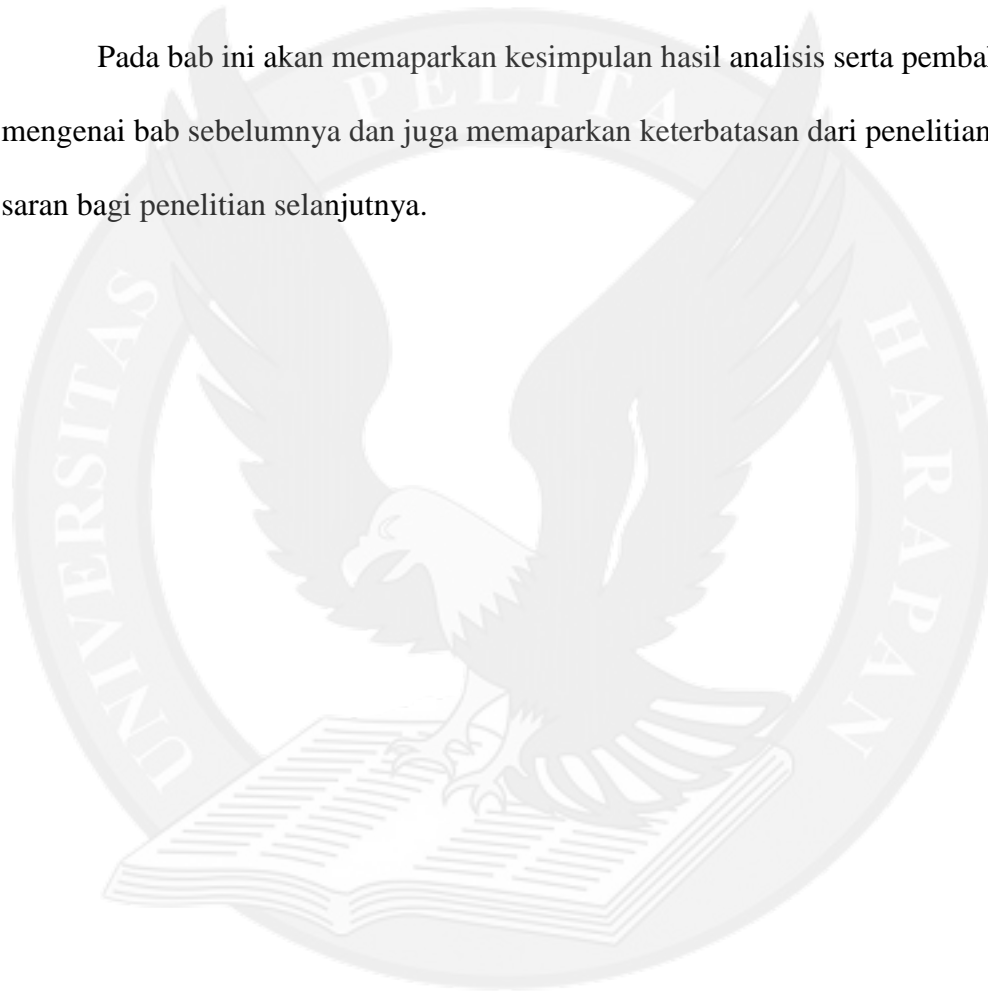 Pada bab ini akan memaparkan kesimpulan hasil analisis serta
mengenai bab sebelumnya dan juga memaparkan keterbatasan dari penelitian
saran bagi penelitian selanjutnya.
UNIVERSITAS PELITA HARAPAN